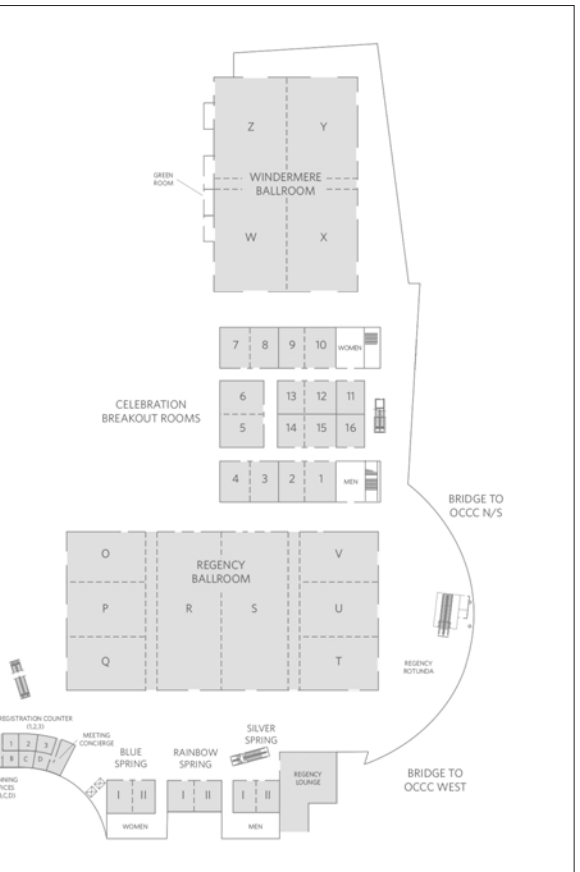 Z
Y
WINDERMERE
BALLROOM
GREEN
ROOM
W
X
7
8
9
10
WOMEN
6
13
12
11
CELEBRATION
BREAKOUT ROOMS
5
14
15
16
4
3
2
1
MEN
BRIDGE TO
OCCC N/S
O
V
REGENCY
BALLROOM
P
R
S
U
Q
T
REGENCY
ROTUNDA
REGISTRATION COUNTER
(1,2,3)
MEETING
CONCIERGE
1
2
3
B
C
D
NNING
ICES
B,C,D)
BLUE
SPRING
RAINBOW
SPRING
SILVER
SPRING
REGENCY
LOUNGE
BRIDGE TO
OCCC WEST
I
II
I
II
I
II
WOMEN
MEN